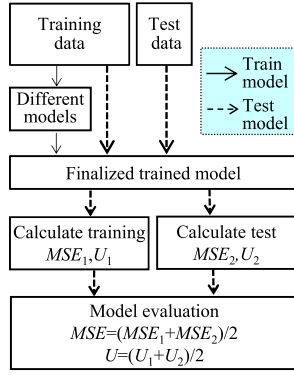 Training
data
Test
data
Train
model
Test
model
Different
models
Finalized trained model
Calculate training
MSE₁,U₁
Calculate test
MSE₂,U₂
Model evaluation
MSE=(MSE₁+MSE₂)/2
U=(U₁+U₂)/2